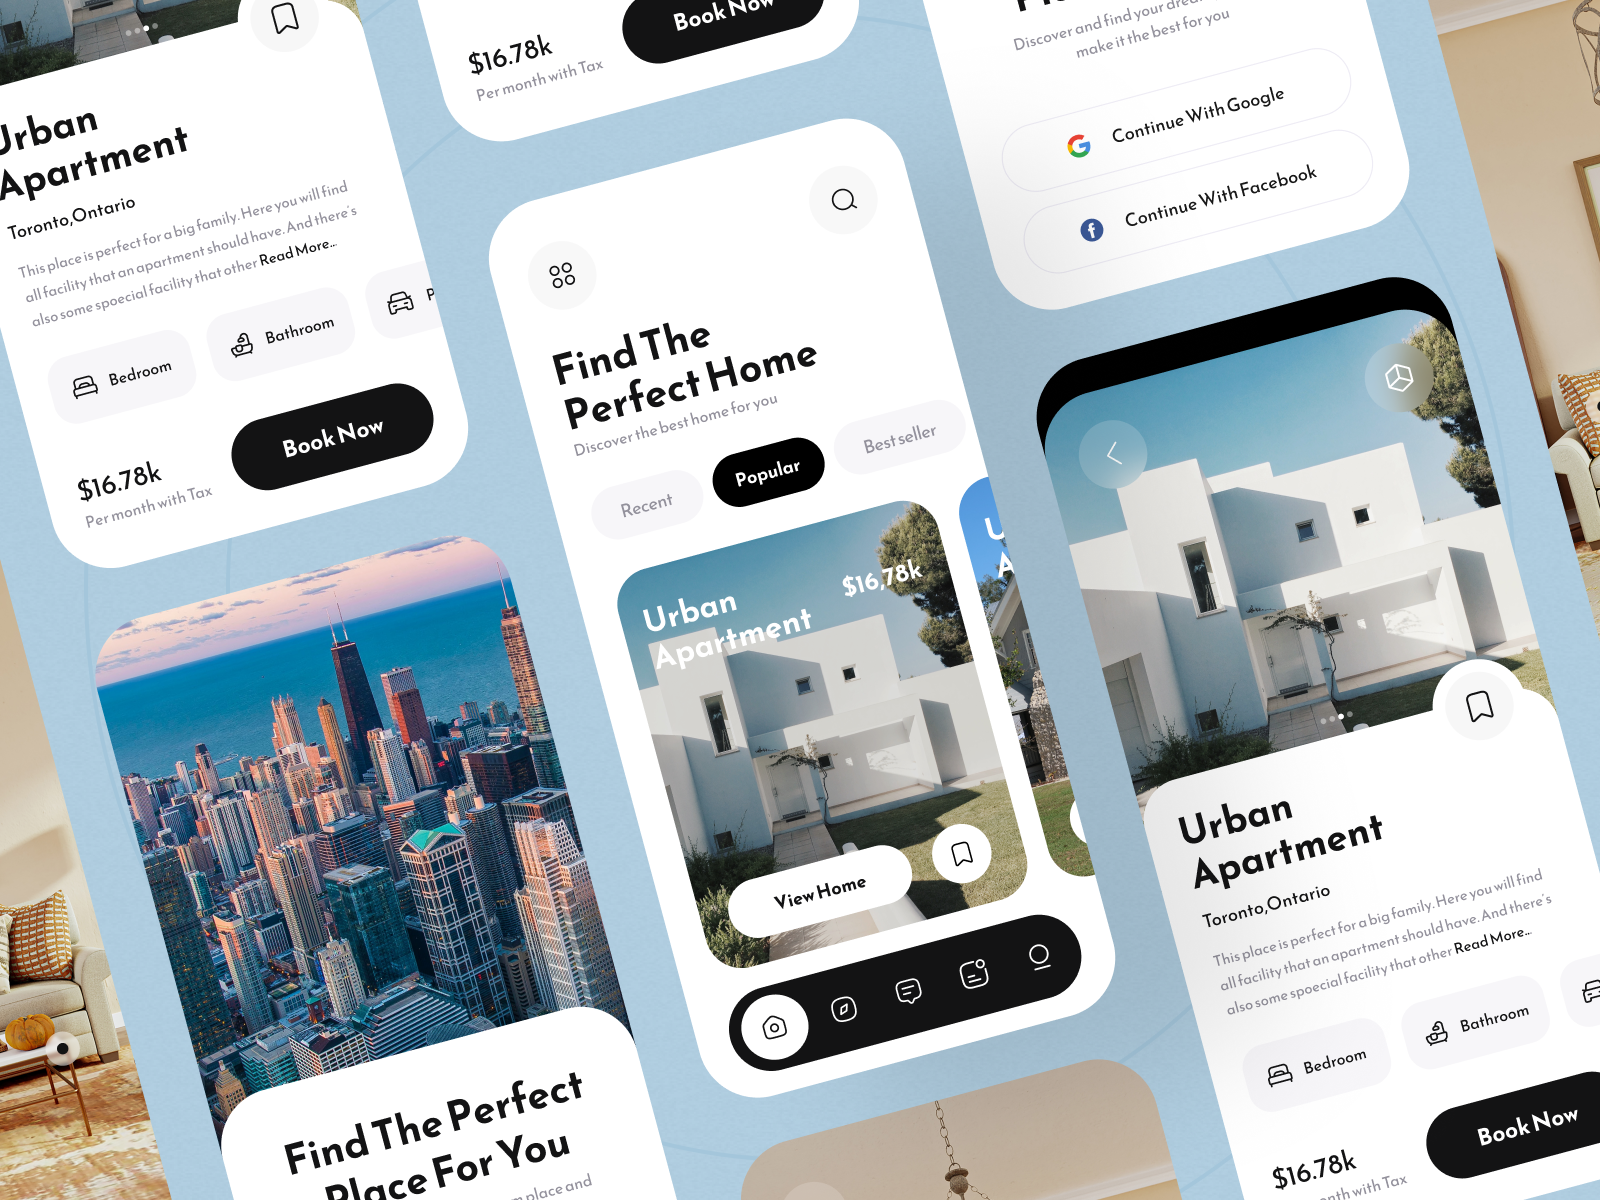 Urban
Apartment
Toronto,Ontario
This place is perfect for a big family. Here you will find
all facility that an apartment should have. And there's
also some spoecial facility that other Read More...
Bedroom
Bathroom
$16.78k
Per month with Tax
Book Now
Find The Perfect
Place For You
place and
$16.78k
Per month with Tax
Book Now
Find The
Perfect Home
Discover the best home for you
Recent
Popular
Best seller
Urban
Apartment
$16,78k
View Home
Discover and find your
make it the best for you
Continue With Google
Continue With Facebook
Urban
Apartment
Toronto,Ontario
This place is perfect for a big family. Here you will find
all facility that an apartment should have. And there's
also some spoecial facility that other Read More...
Bedroom
Bathroom
$16.78k
with Tax
Book Now